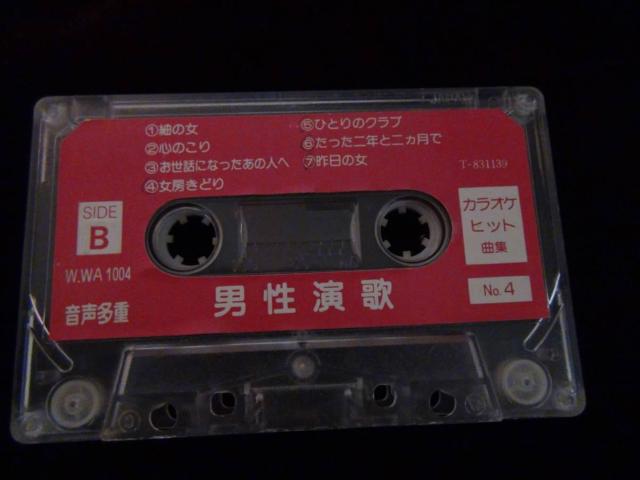 ①紬の女
②心のこり
③お世話になったあの人へ
④女房きどり
⑤ひとりのクラブ
⑥たった二年と二ヵ月で
⑦昨日の女
T-831139
SIDE
B
カラオケ
ヒット
曲集
W.WA 1004
No.4
音声多重
男性演歌